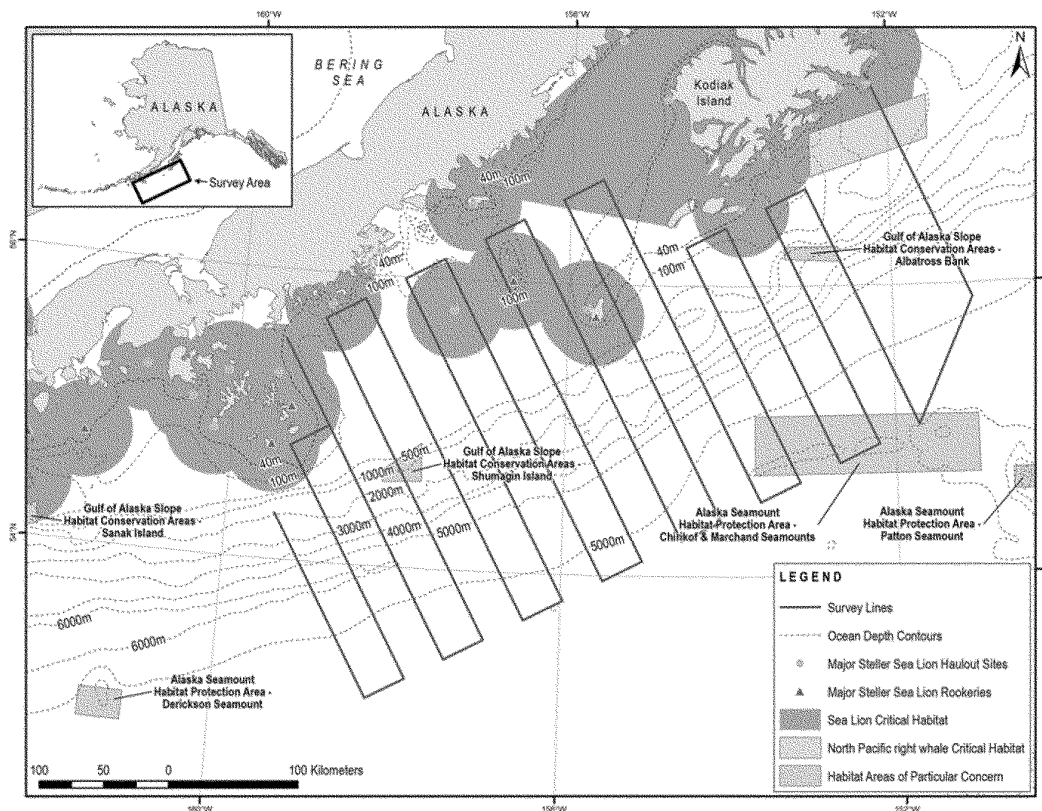 160°W
156°W
152°W
N
BERING
SEA
ALASKA
Kodiak
Island
ALASKA
Survey Area
40m
100m
56°N
40m
100m
100m
40m
100m
Gulf of Alaska Slope
Habitat Conservation Areas -
Albatross Bank
40m
100m
500m
1000m
2000m
3000m
4000m
5000m
Gulf of Alaska Slope
Habitat Conservation Areas
Shumagin Island
Gulf of Alaska Slope
Habitat Conservation Areas -
Sanak Island
54°N
5000m
Alaska Seamount
Habitat Protection Area -
Chirikof & Marchand Seamounts
Alaska Seamount
Habitat Protection Area -
Patton Seamount
6000m
6000m
Alaska Seamount
Habitat Protection Area -
Derickson Seamount
LEGEND
Survey Lines
Ocean Depth Contours
Major Steller Sea Lion Haulout Sites
Major Steller Sea Lion Rookeries
Sea Lion Critical Habitat
North Pacific right whale Critical Habitat
Habitat Areas of Particular Concern
100 50 0 100 Kilometers
160°W
156°W
152°W